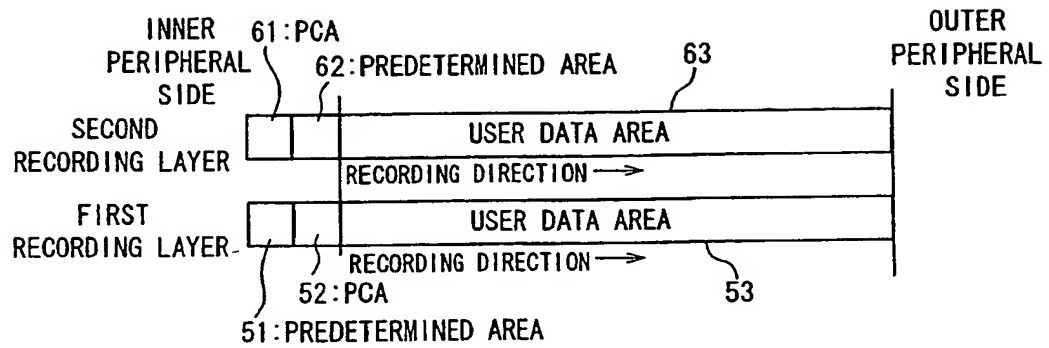 INNER
PERIPHERAL
SIDE
61:PCA
62:PREDETERMINED AREA
63
OUTER
PERIPHERAL
SIDE
SECOND
RECORDING LAYER
USER DATA AREA
RECORDING DIRECTION →
FIRST
RECORDING LAYER
USER DATA AREA
RECORDING DIRECTION →
52:PCA
53
51:PREDETERMINED AREA